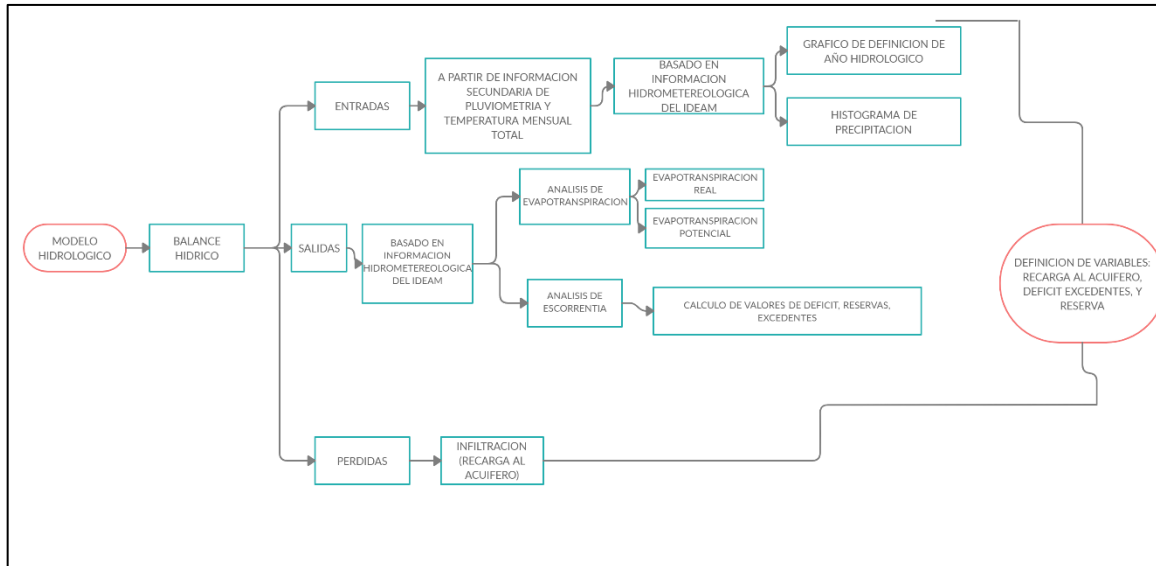 MODELO
HIDROLOGICO
BALANCE
HIDRICO
ENTRADAS
A PARTIR DE INFORMACION
SECUNDARIA DE
PLUVIOMETRIA Y
TEMPERATURA MENSUAL
TOTAL
BASADO EN
INFORMACION
HIDROMETEREOLOGICA
DEL IDEAM
GRAFICO DE DEFINICION DE
AÑO HIDROLOGICO
HISTOGRAMA DE
PRECIPITACION
SALIDAS
BASADO EN
INFORMACION
HIDROMETEREOLOGICA
DEL IDEAM
ANALISIS DE
EVAPOTRANSPIRACION
EVAPOTRANSPIRACION
REAL
EVAPOTRANSPIRACION
POTENCIAL
ANALISIS DE
ESCORRENTIA
CALCULO DE VALORES DE DEFICIT, RESERVAS,
EXCEDENTES
PERDIDAS
INFILTRACION
(RECARGA AL
ACUIFERO)
DEFINICION DE VARIABLES:
RECARGA AL ACUIFERO,
DEFICIT EXCEDENTES, Y
RESERVA